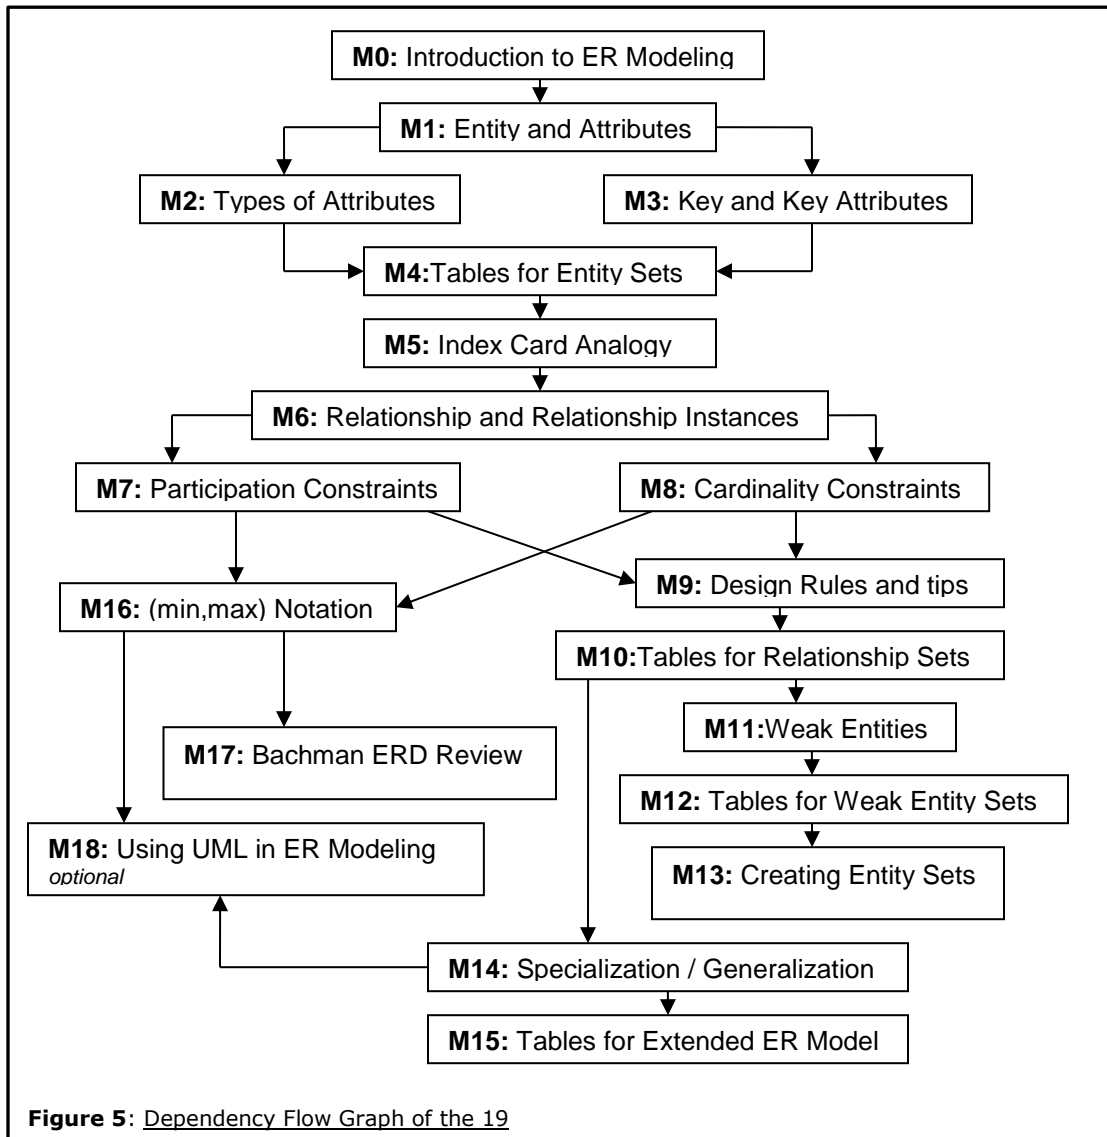 M0: Introduction to ER Modeling
M1: Entity and Attributes
M2: Types of Attributes
M3: Key and Key Attributes
M4:Tables for Entity Sets
M5: Index Card Analogy
M6: Relationship and Relationship Instances
M7: Participation Constraints
M8: Cardinality Constraints
M9: Design Rules and tips
M16: (min,max) Notation
M10:Tables for Relationship Sets
M11:Weak Entities
M17: Bachman ERD Review
M12: Tables for Weak Entity Sets
M18: Using UML in ER Modeling
optional
M13: Creating Entity Sets
M14: Specialization / Generalization
M15: Tables for Extended ER Model
Figure 5: Dependency Flow Graph of the 19